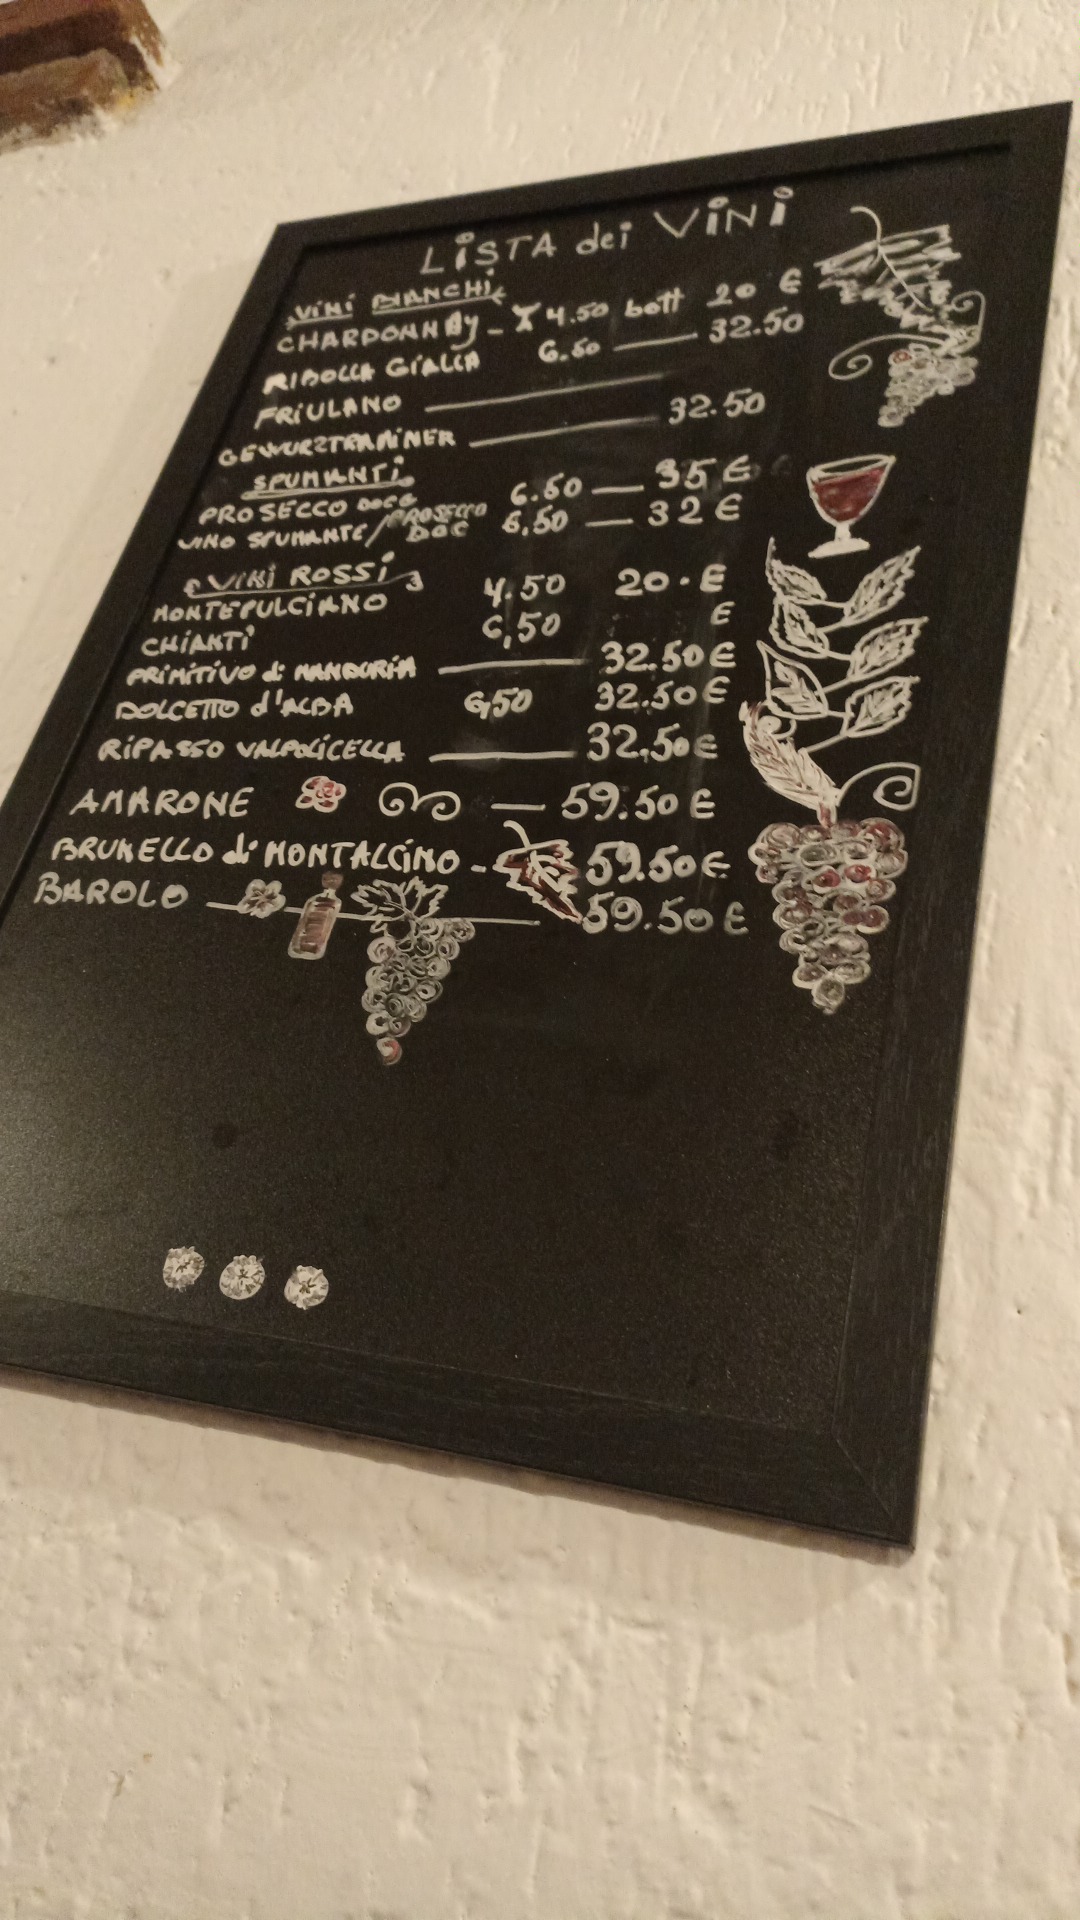 LiSTA dei ViNi
ViNi BIANCHi
CHARDONNAy - 4.50 bott 20 €
RiBOLLA GiALLA 6.50 — 32.50
FRiULANO —
GEWURZTRAMiNER — 32.50
SPUMANTi
PROSECCO DOCG 6.50 — 35 €
ViNO SPUMANTE/PROSECCO DOC 6.50 — 32 €
ViNi ROSSi
MONTEPULCiANO 4.50 20.€
CHiANTi 6,50 €
PRiMiTiVO di MANDURiA — 32.50€
DOLCETTO d'ALBA 6,50 32.50€
RiPASSO VALPOLiCELLA — 32,50€
AMARONE — 59.50 €
BRUNELLO di MONTALCiNO - 59.50€
BAROLO — 59.50€